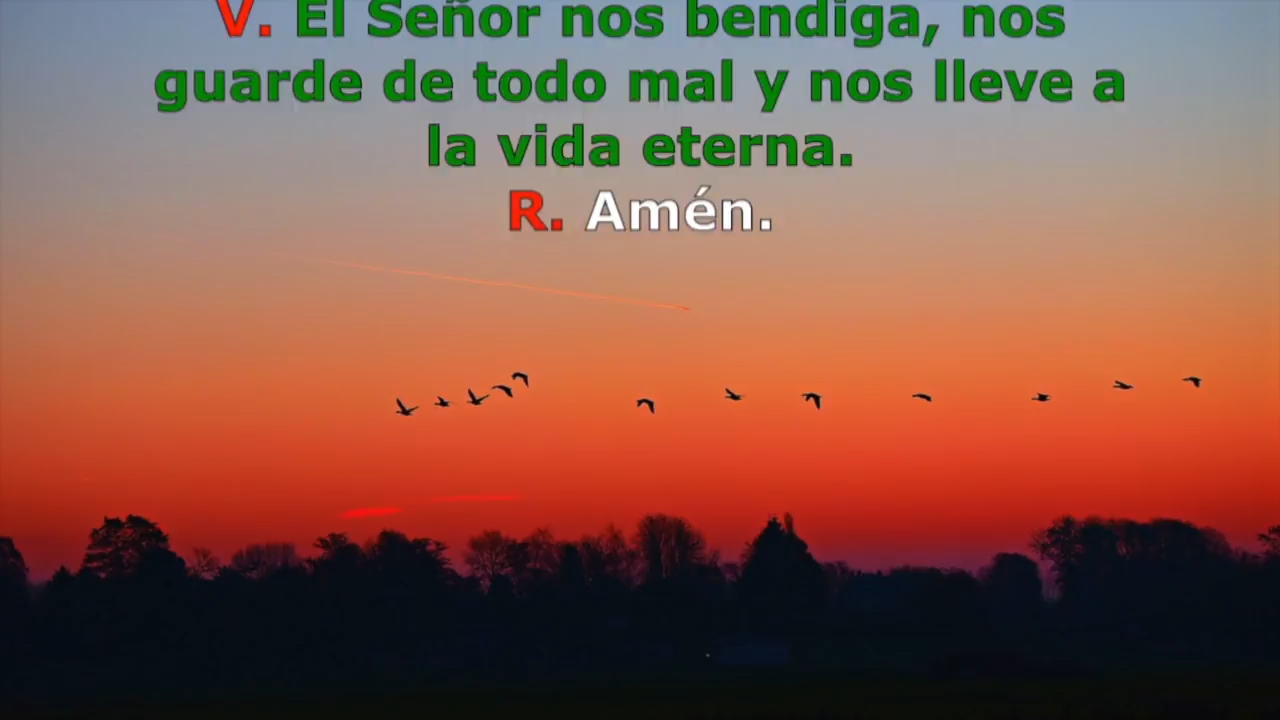 V. El Señor nos bendiga, nos
guarde de todo mal y nos lleve a
la vida eterna.
R. Amén.